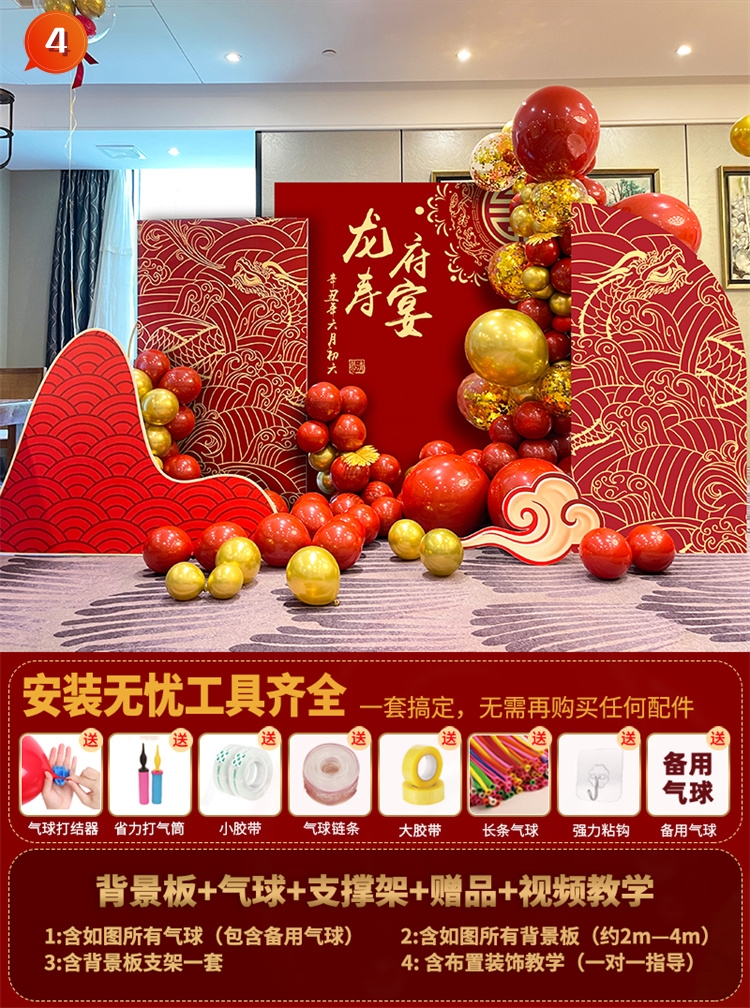 4
龙府
寿宴
辛丑年六月初六
安装无忧工具齐全 一套搞定，无需再购买任何配件
送 送 送 送 送 送 送 送
备用
气球
气球打结器 省力打气筒 小胶带 气球链条 大胶带 长条气球 强力粘钩 备用气球
背景板+气球+支撑架+赠品+视频教学
1:含如图所有气球（包含备用气球） 2:含如图所有背景板（约2m—4m）
3:含背景板支架一套 4: 含布置装饰教学（一对一指导）